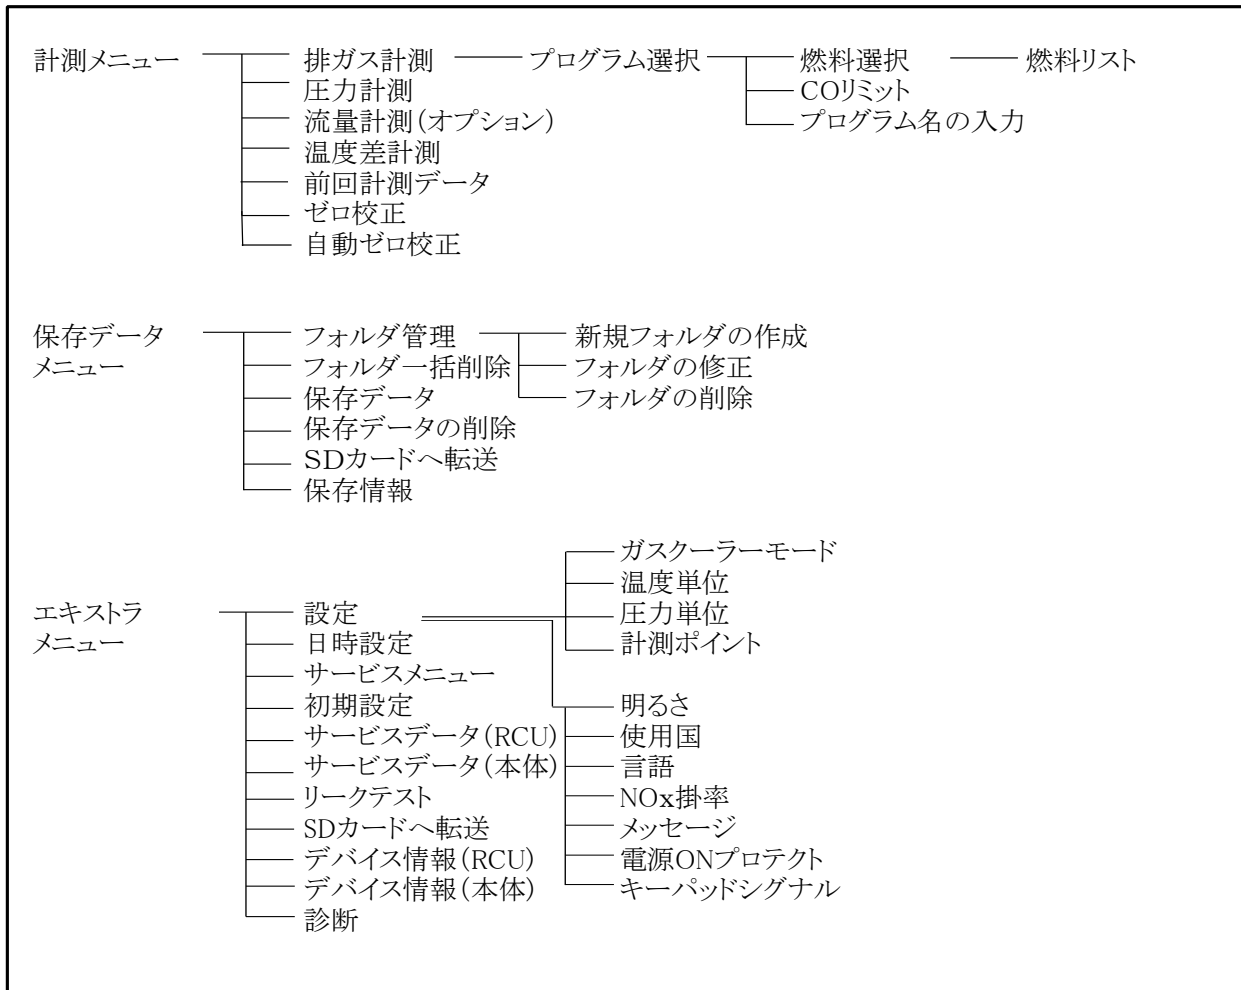 計測メニュー 排ガス計測 プログラム選択 燃料選択 燃料リスト
圧力計測 COリミット
流量計測(オプション) プログラム名の入力
温度差計測
前回計測データ
ゼロ校正
自動ゼロ校正
保存データ フォルダ管理 新規フォルダの作成
メニュー フォルダ一括削除 フォルダの修正
保存データ フォルダの削除
保存データの削除
SDカードへ転送
保存情報
ガスクーラーモード
温度単位
エキストラ 設定 圧力単位
メニュー 日時設定 計測ポイント
サービスメニュー
初期設定 明るさ
サービスデータ(RCU) 使用国
サービスデータ(本体) 言語
リークテスト NOx掛率
SDカードへ転送 メッセージ
デバイス情報(RCU) 電源ONプロテクト
デバイス情報(本体) キーパッドシグナル
診断